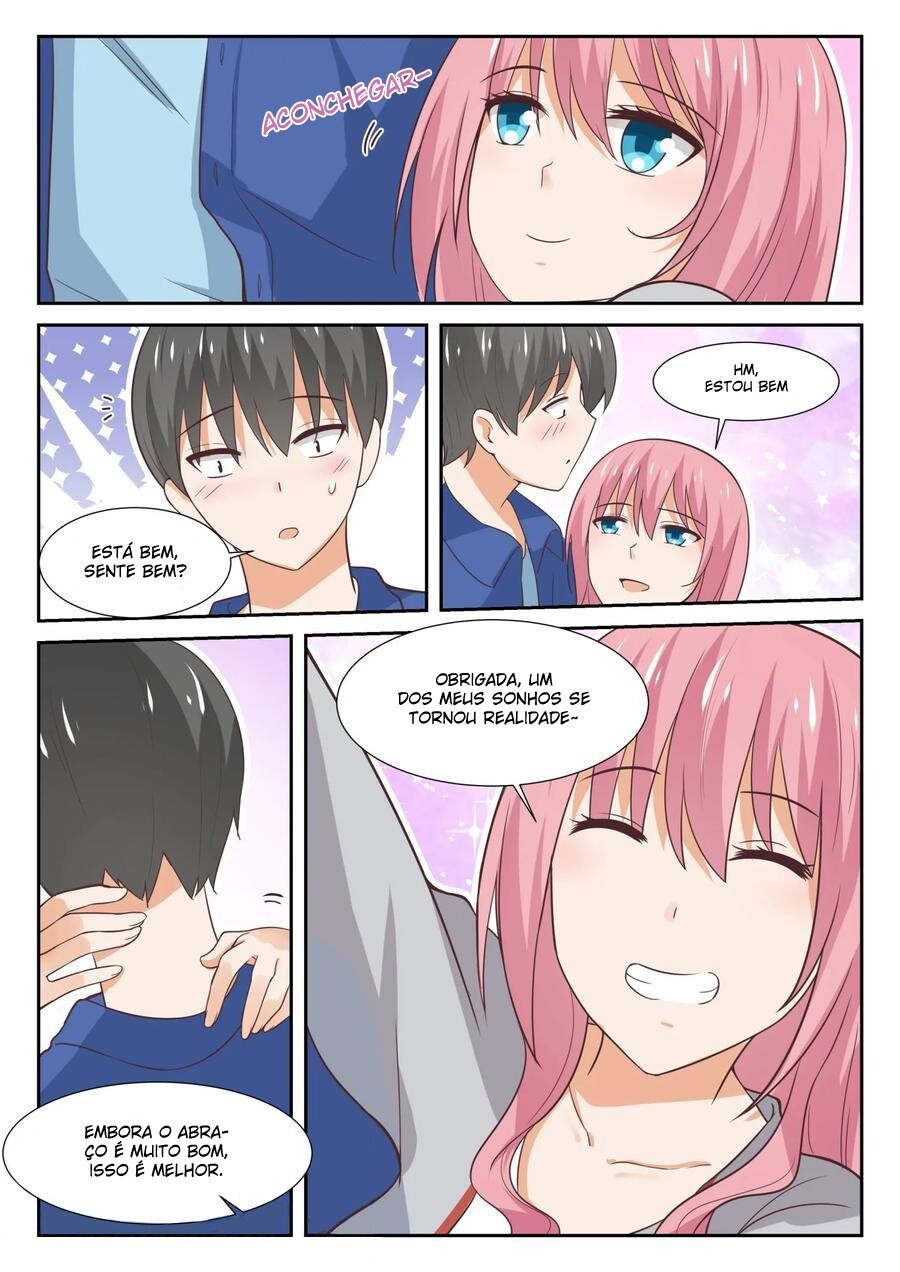 ACONCHEGAR~
ESTÁ BEM,
SENTE BEM?
HM,
ESTOU BEM
OBRIGADA, UM
DOS MEUS SONHOS SE
TORNOU REALIDADE~
EMBORA O ABRA-
ÇO É MUITO BOM,
ISSO É MELHOR.